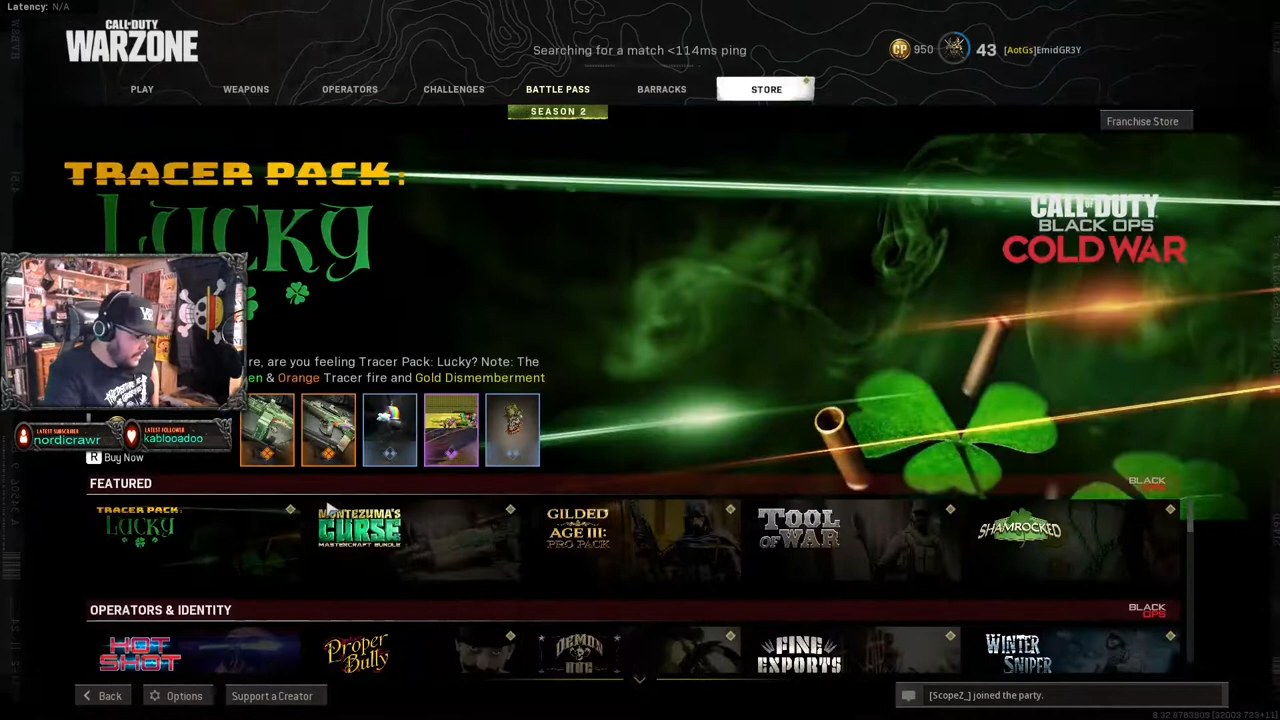 Latency: N/A
CALL OF DUTY
WARZONE
Searching for a match <114ms ping
CP 950
43
[AotGs]EmidGR3Y
PLAY
WEAPONS
OPERATORS
CHALLENGES
BATTLE PASS
BARRACKS
STORE
SEASON 2
Franchise Store
TRACER PACK:
LUCKY
CALL OF DUTY
BLACK OPS
COLD WAR
re, are you feeling Tracer Pack: Lucky? Note: The
en & Orange Tracer fire and Gold Dismemberment
LATEST SUBSCRIBER
nordicrawr
LATEST FOLLOWER
kablooadoo
R Buy Now
FEATURED
BLACK OPS
TRACER PACK:
LUCKY
MONTEZUMA'S
CURSE
MASTERCRAFT BUNDLE
GILDED
AGE III:
PRO PACK
TOOL
OF WAR
SHAMROCKED
OPERATORS & IDENTITY
BLACK OPS
HOT
SHOT
PROPER
BULLY
DEMON
DOG
FINE
EXPORTS
WINTER
SNIPER
Back
Options
Support a Creator
[ScopeZ_] joined the party.